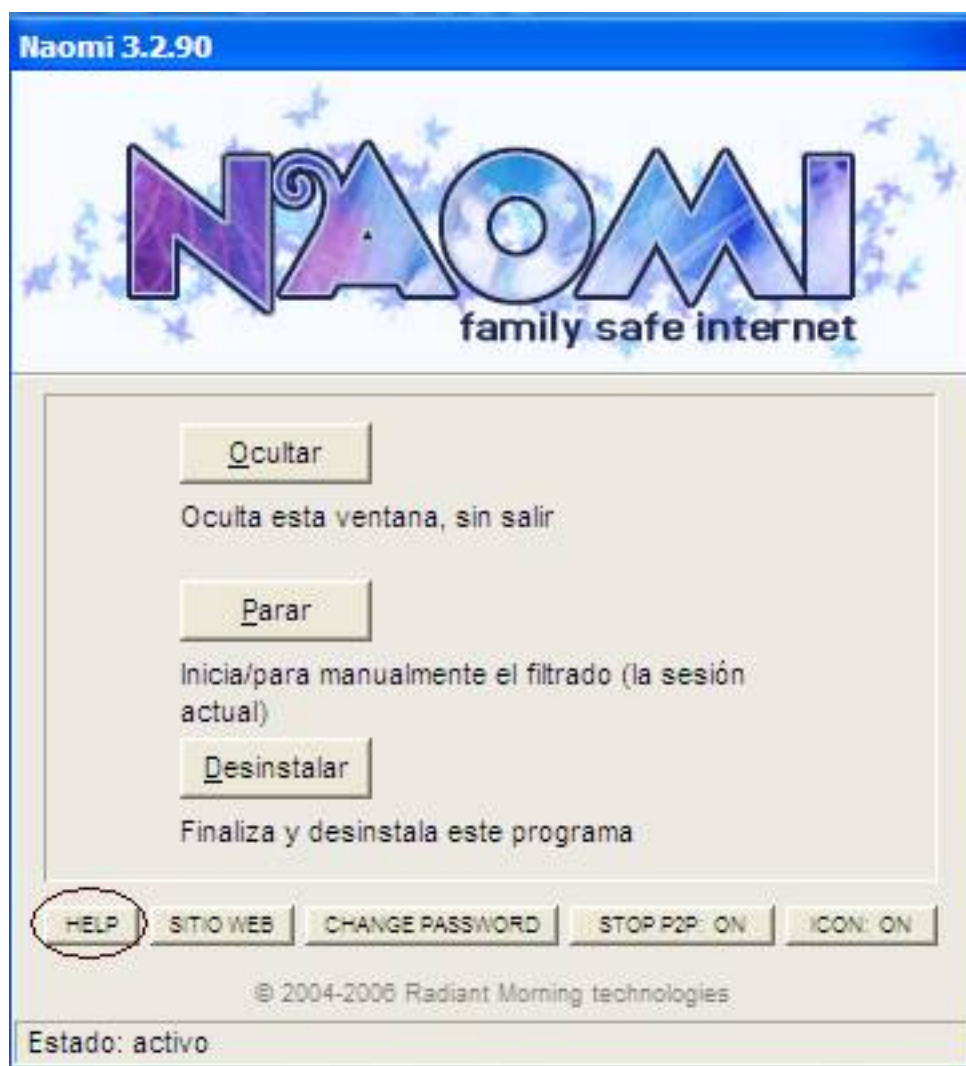 Naomi 3.2.90
NAOMI
family safe internet
Ocultar
Oculta esta ventana, sin salir
Parar
Inicia/para manualmente el filtrado (la sesión
actual)
Desinstalar
Finaliza y desinstala este programa
HELP SITIO WEB CHANGE PASSWORD STOP P2P: ON ICON: ON
© 2004-2006 Radiant Morning technologies
Estado: activo